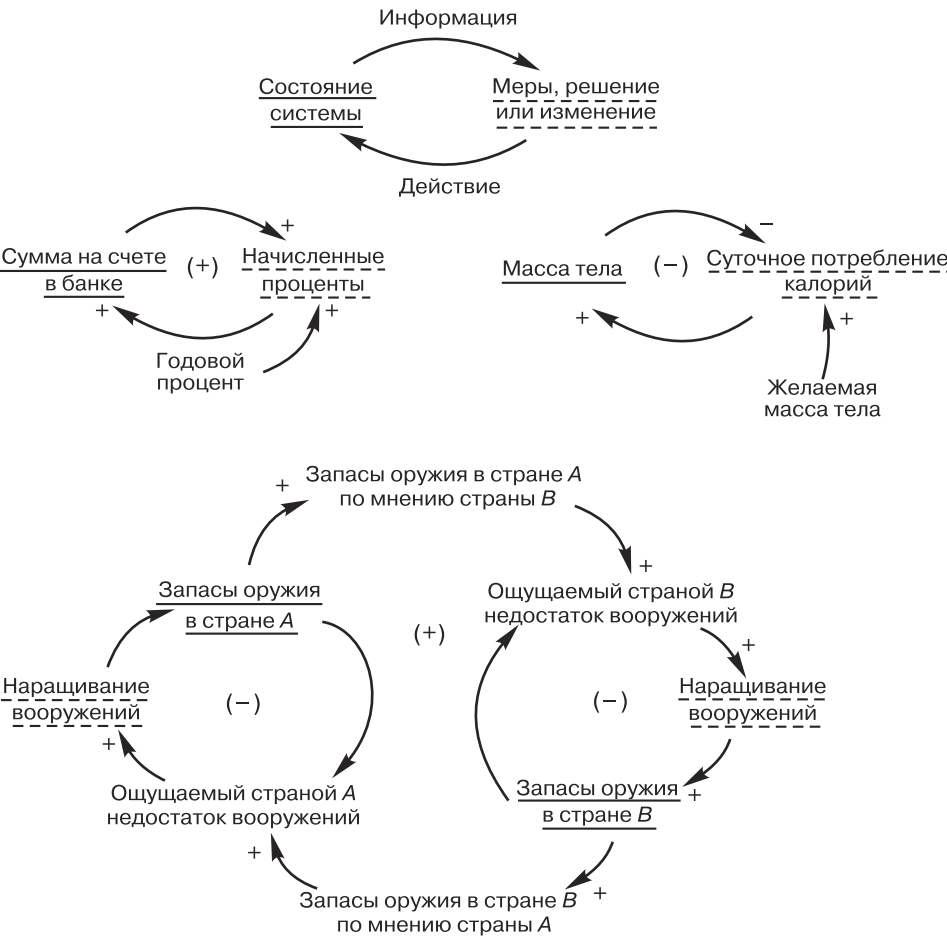 Информация
Состояние
системы
Меры, решение
или изменение
Действие
+
Сумма на счете
в банке
(+)
Начисленные
проценты
+
+
Годовой
процент
–
Масса тела
(–)
Суточное потребление
калорий
+
+
Желаемая
масса тела
+
Запасы оружия в стране A
по мнению страны B
+
Запасы оружия
в стране A
Ощущаемый страной B
недостаток вооружений
(+)
+
Наращивание
вооружений
(–)
(–)
Наращивание
вооружений
+
Ощущаемый страной A
недостаток вооружений
Запасы оружия
в стране B
+
+
Запасы оружия в стране B
по мнению страны A
+